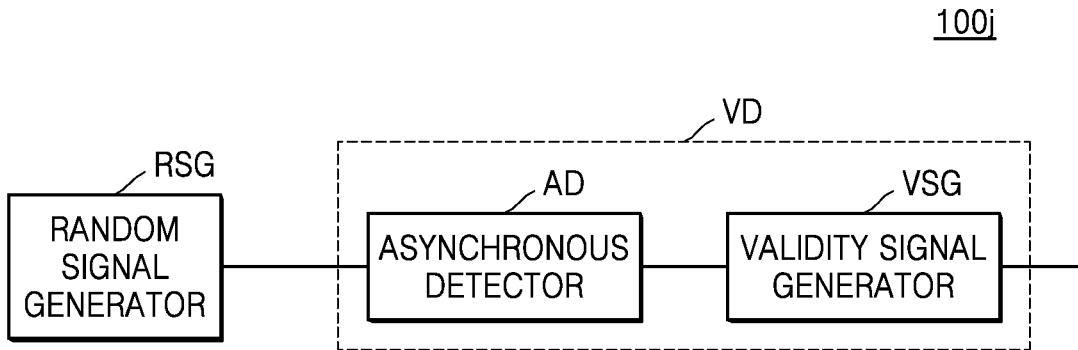 100j
VD
RSG
AD
VSG
RANDOM
SIGNAL
GENERATOR
ASYNCHRONOUS
DETECTOR
VALIDITY SIGNAL
GENERATOR